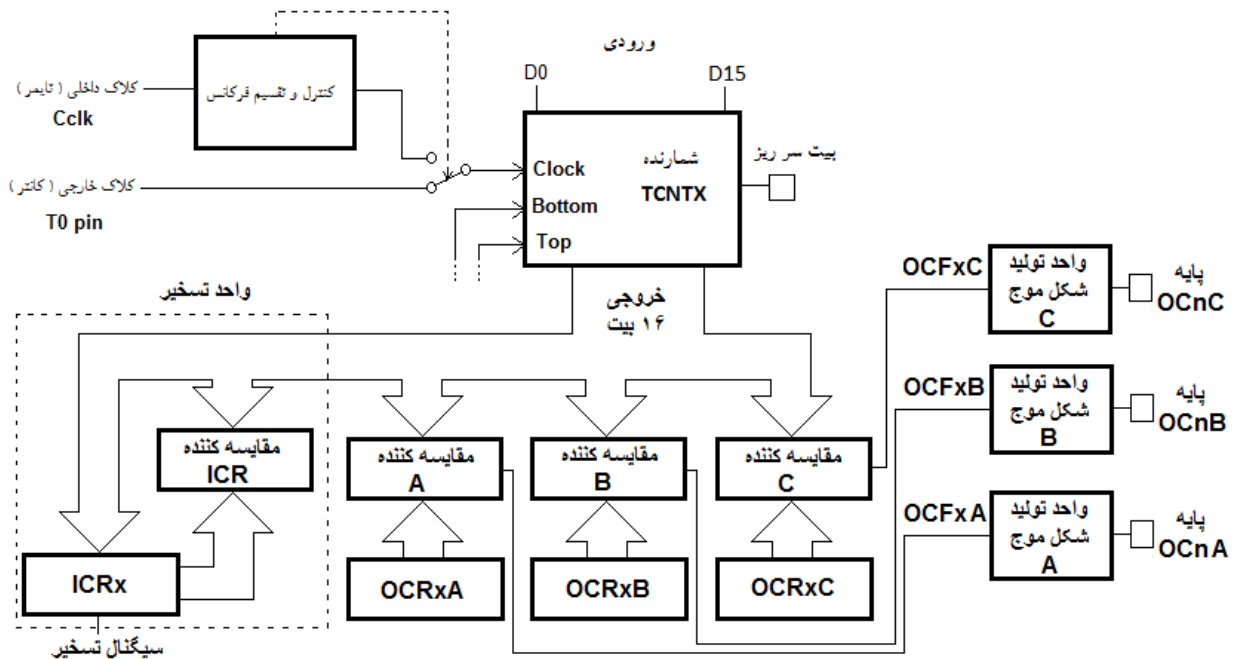 ورودی
D0
D15
کنترل و تقسیم فرکانس
کلاک داخلی ( تایمر )
Cclk
کلاک خارجی ( کانتر )
T0 pin
Clock
Bottom
Top
شمارنده
TCNTX
بیت سر ریز
خروجی
۱۶ بیت
واحد تسخیر
مقایسه کننده
ICR
مقایسه کننده
A
مقایسه کننده
B
مقایسه کننده
C
ICRx
OCRxA
OCRxB
OCRxC
سیگنال تسخیر
OCFxC
واحد تولید
شکل موج
C
پایه
OCnC
OCFxB
واحد تولید
شکل موج
B
پایه
OCnB
OCFxA
واحد تولید
شکل موج
A
پایه
OCnA